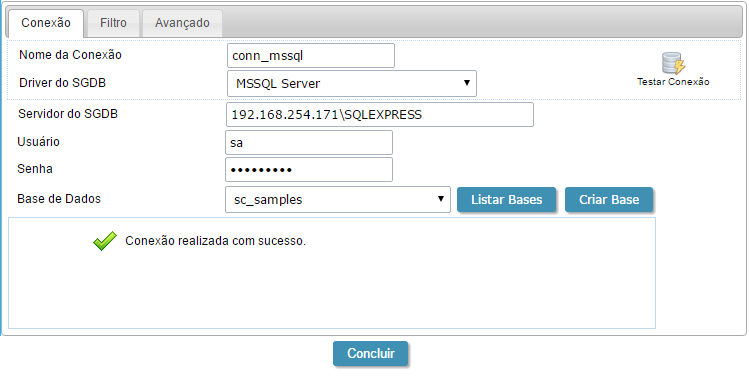 Conexão Filtro Avançado
Nome da Conexão conn_mssql
Driver do SGDB MSSQL Server
Testar Conexão
Servidor do SGDB 192.168.254.171\SQLEXPRESS
Usuário sa
Senha •••••••••
Base de Dados sc_samples Listar Bases Criar Base
Conexão realizada com sucesso.
Concluir